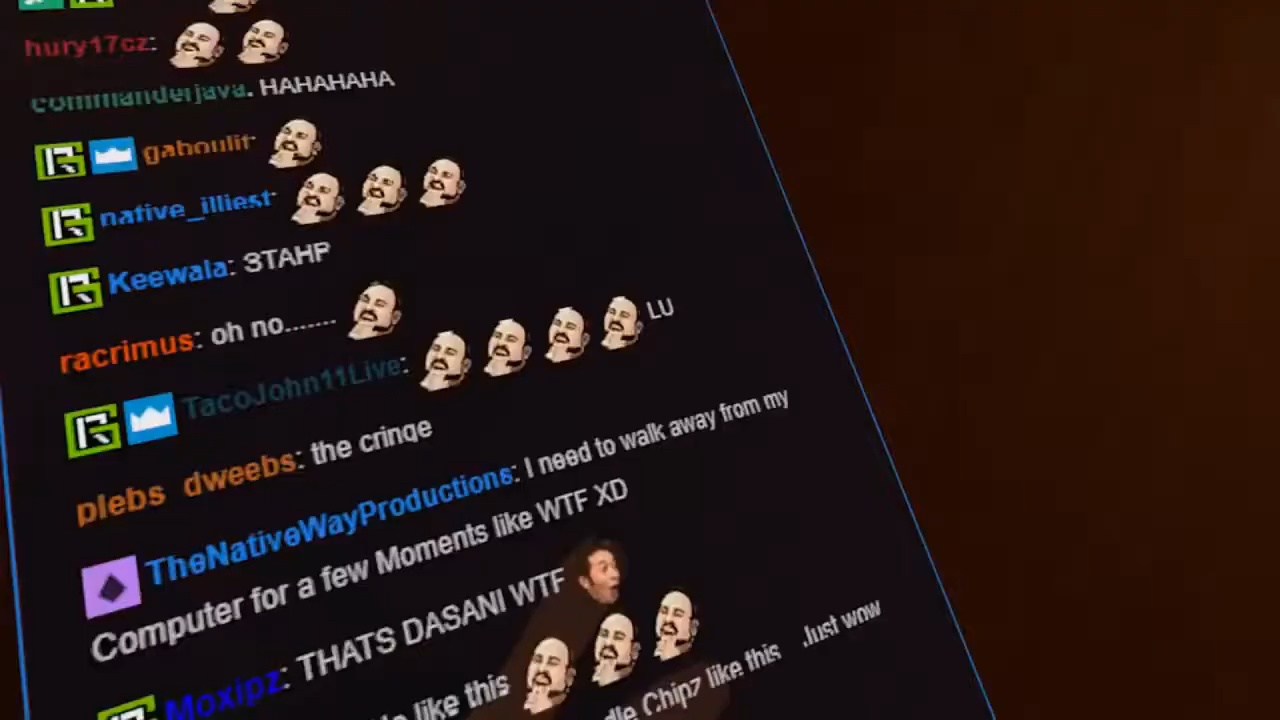 hury17cz:
commanderjava. HAHAHAHA
gaboulit
native_illiest
Keewala: STAHP
racrimus: oh no.......
TacoJohn11Live: LU
plebs dweebs: the cringe
TheNativeWayProductions: I need to walk away from my
Computer for a few Moments like WTF XD
Moxipz: THATS DASANI WTF
like this
like this Just wow